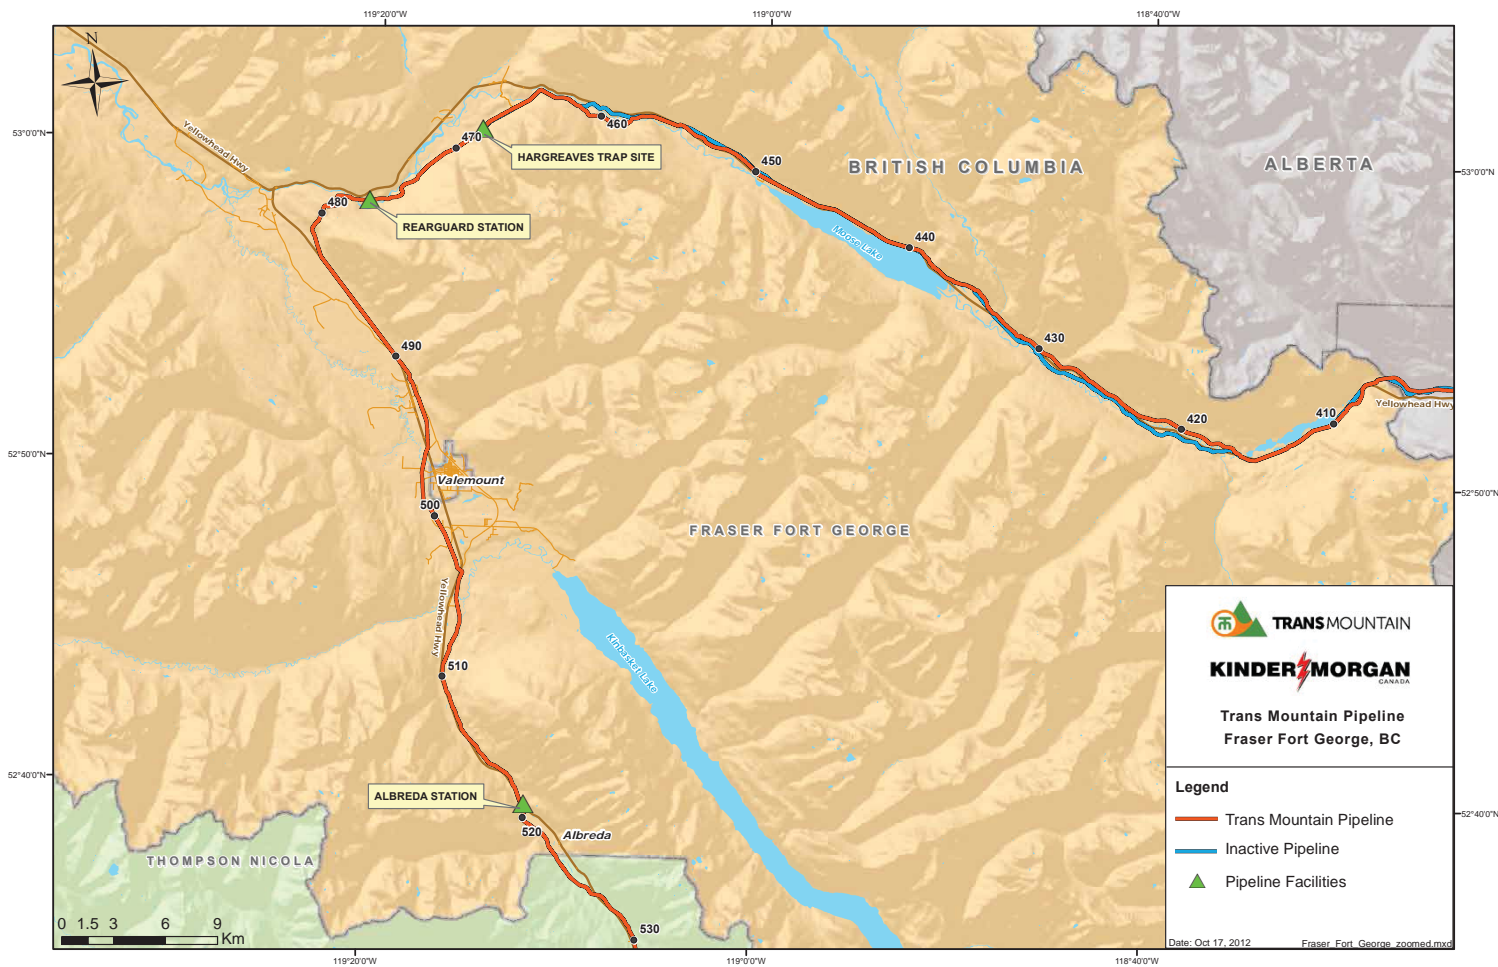 119°20'0"W
119°0'0"W
118°40'0"W
N
Yellowhead Hwy
53°0'0"N
53°0'0"N
470
460
HARGREAVES TRAP SITE
450
BRITISH COLUMBIA
ALBERTA
480
REARGUARD STATION
Moose Lake
440
490
430
420
410
Yellowhead Hwy
52°50'0"N
52°50'0"N
Valemount
500
FRASER FORT GEORGE
Yellowhead Hwy
Kinbasket Lake
510
TRANSMOUNTAIN
KINDER MORGAN
CANADA
Trans Mountain Pipeline
Fraser Fort George, BC
52°40'0"N
52°40'0"N
Legend
Trans Mountain Pipeline
Inactive Pipeline
Pipeline Facilities
ALBREDA STATION
520
Albreda
THOMPSON NICOLA
530
0 1.5 3 6 9
Km
Date: Oct 17, 2012
Fraser_Fort_George_zoomed.mxd
119°20'0"W
119°0'0"W
118°40'0"W